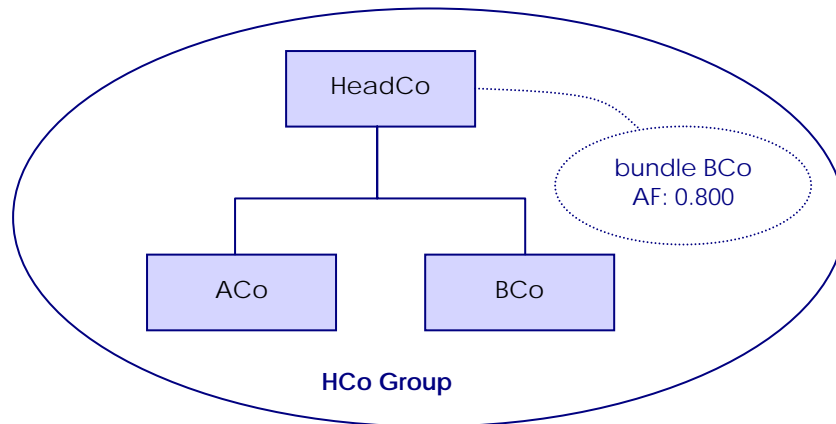 HeadCo
bundle BCo
AF: 0.800
ACo
BCo
HCo Group